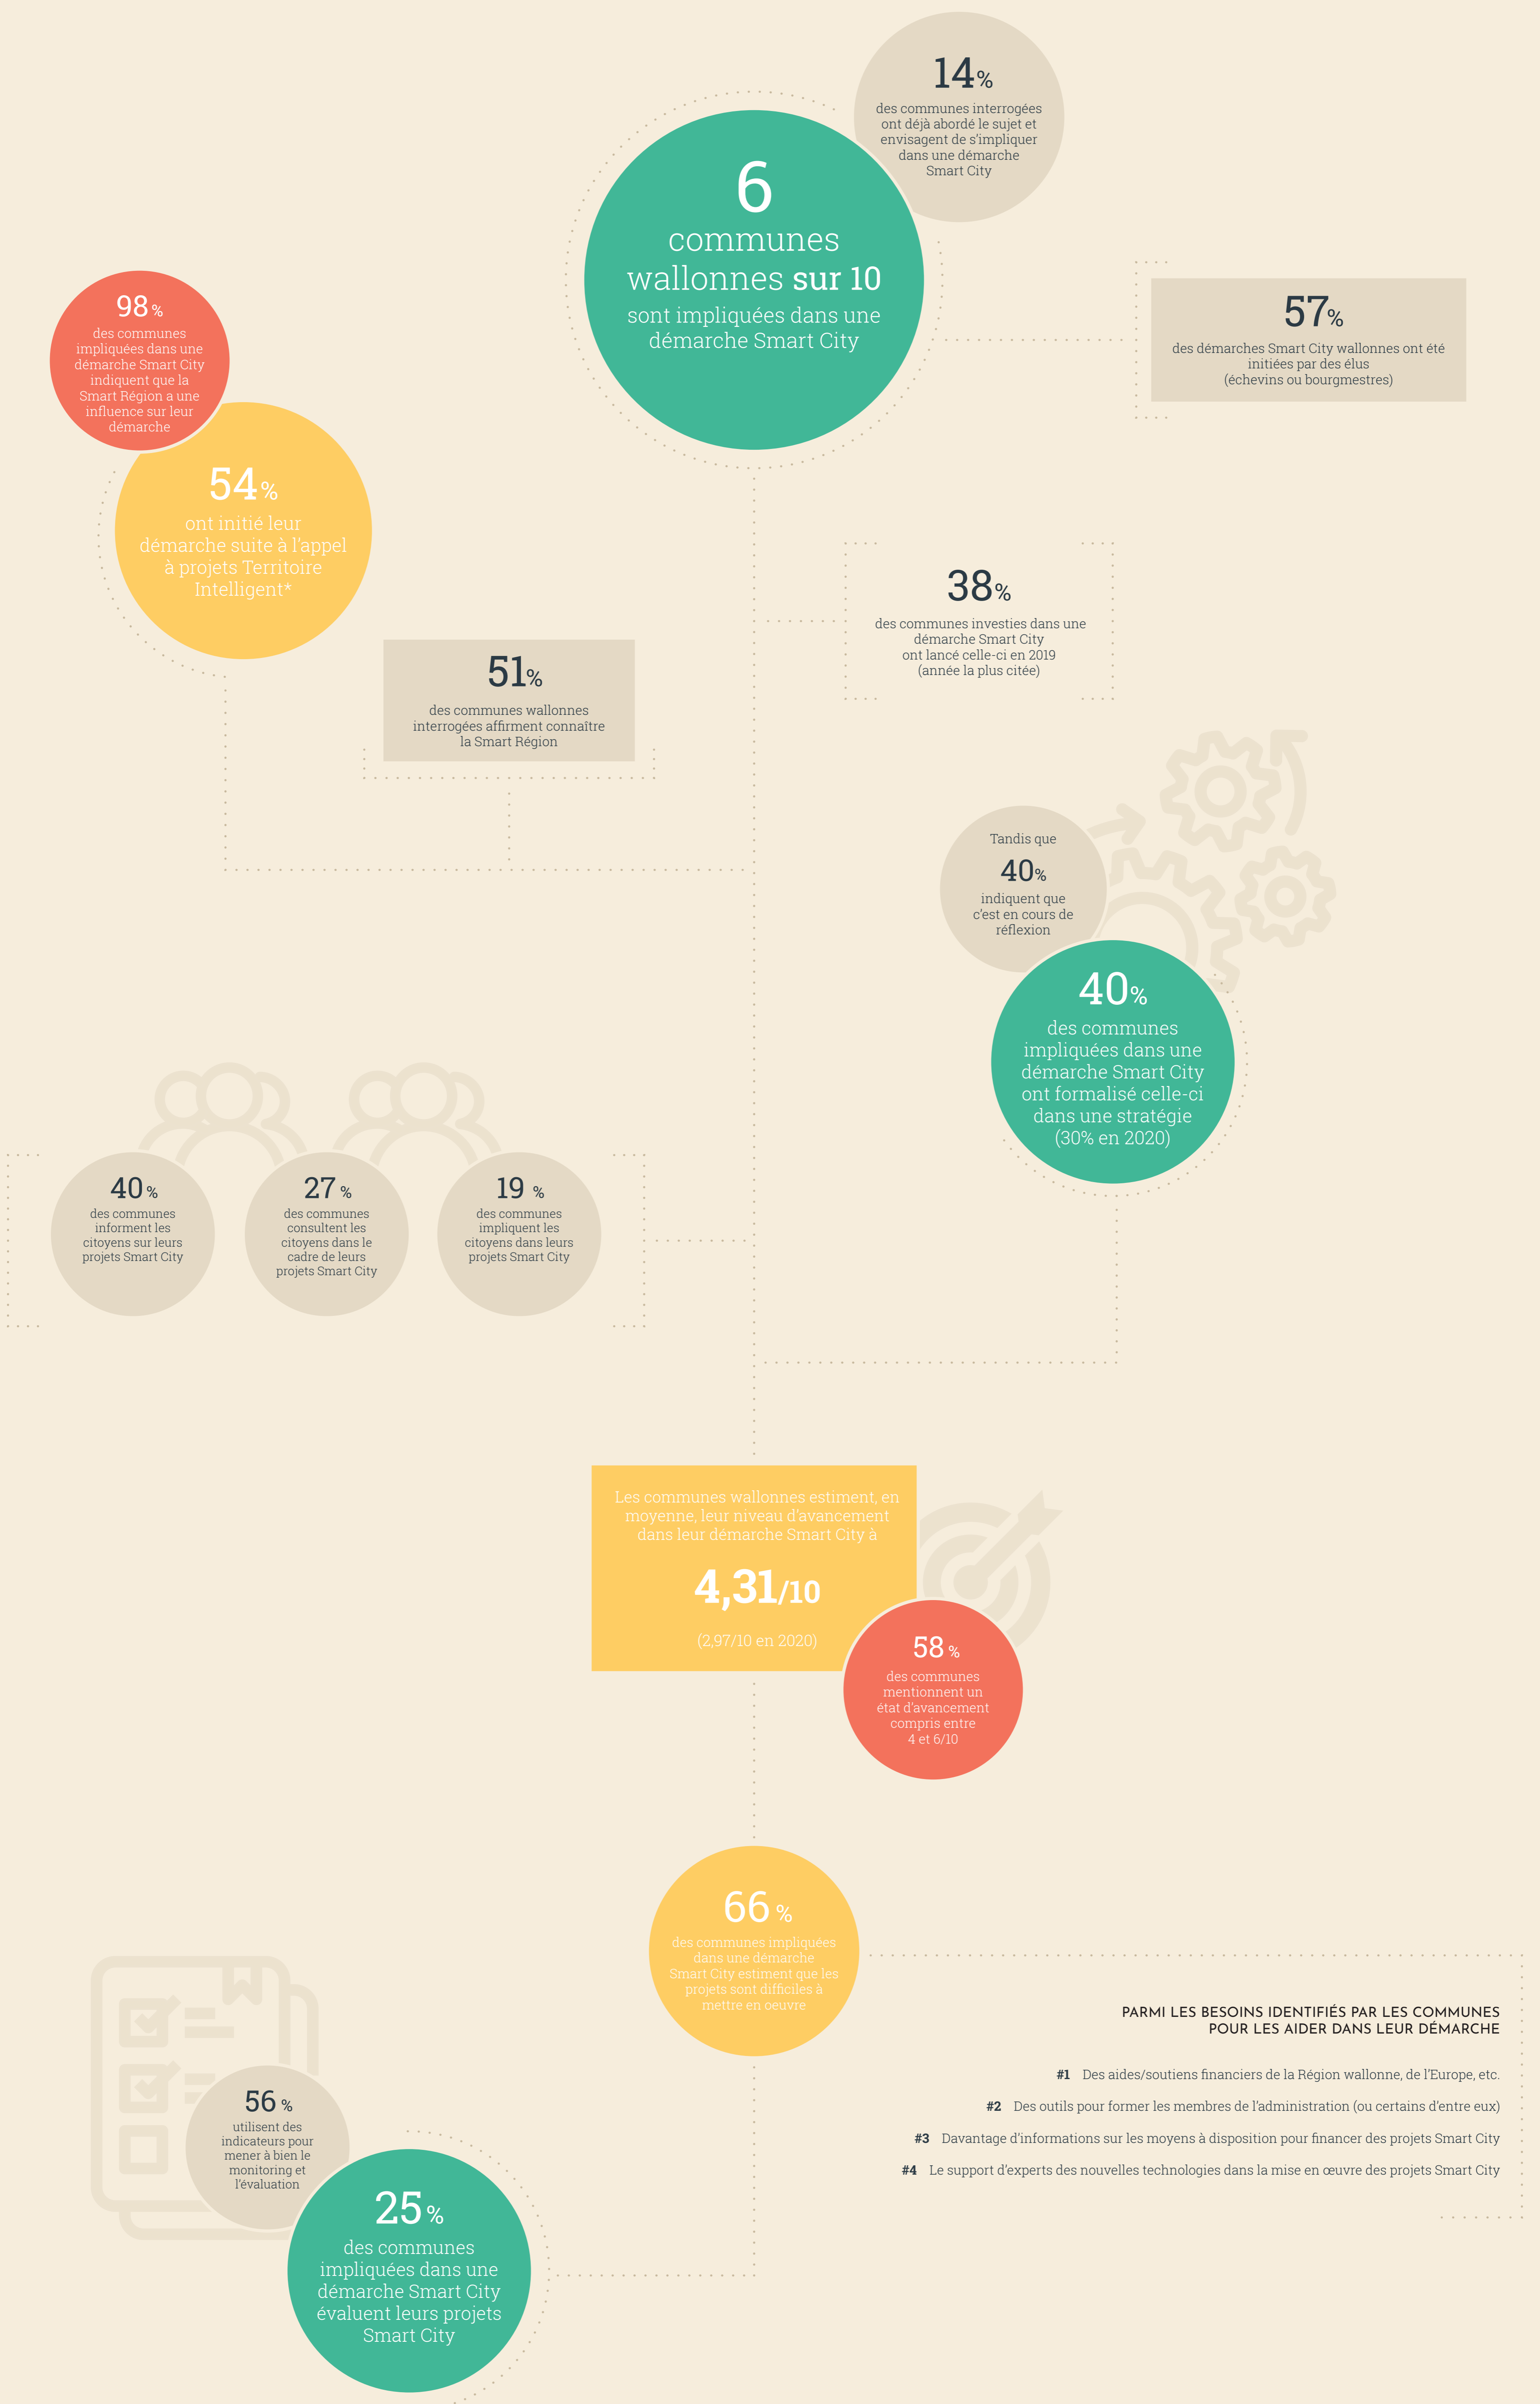 14%
des communes interrogées
ont déjà abordé le sujet et
envisagent de s'impliquer
dans une démarche
Smart City
6
communes
wallonnes sur 10
sont impliquées dans une
démarche Smart City
57%
des démarches Smart City wallonnes ont été
initiées par des élus
(échevins ou bourgmestres)
98 %
des communes
impliquées dans une
démarche Smart City
indiquent que la
Smart Région a une
influence sur leur
démarche
54%
ont initié leur
démarche suite à l'appel
à projets Territoire
Intelligent*
38%
des communes investies dans une
démarche Smart City
ont lancé celle-ci en 2019
(année la plus citée)
51%
des communes wallonnes
interrogées affirment connaître
la Smart Région
Tandis que
40%
indiquent que
c'est en cours de
réflexion
40%
des communes
impliquées dans une
démarche Smart City
ont formalisé celle-ci
dans une stratégie
(30% en 2020)
40 %
des communes
informent les
citoyens sur leurs
projets Smart City
27 %
des communes
consultent les
citoyens dans le
cadre de leurs
projets Smart City
19 %
des communes
impliquent les
citoyens dans leurs
projets Smart City
Les communes wallonnes estiment, en
moyenne, leur niveau d'avancement
dans leur démarche Smart City à
4,31/10
(2,97/10 en 2020)
58 %
des communes
mentionnent un
état d'avancement
compris entre
4 et 6/10
66 %
des communes impliquées
dans une démarche
Smart City estiment que les
projets sont difficiles à
mettre en oeuvre
PARMI LES BESOINS IDENTIFIÉS PAR LES COMMUNES
POUR LES AIDER DANS LEUR DÉMARCHE
#1 Des aides/soutiens financiers de la Région wallonne, de l'Europe, etc.
#2 Des outils pour former les membres de l'administration (ou certains d'entre eux)
#3 Davantage d'informations sur les moyens à disposition pour financer des projets Smart City
#4 Le support d'experts des nouvelles technologies dans la mise en œuvre des projets Smart City
56 %
utilisent des
indicateurs pour
mener à bien le
monitoring et
l'évaluation
25 %
des communes
impliquées dans une
démarche Smart City
évaluent leurs projets
Smart City